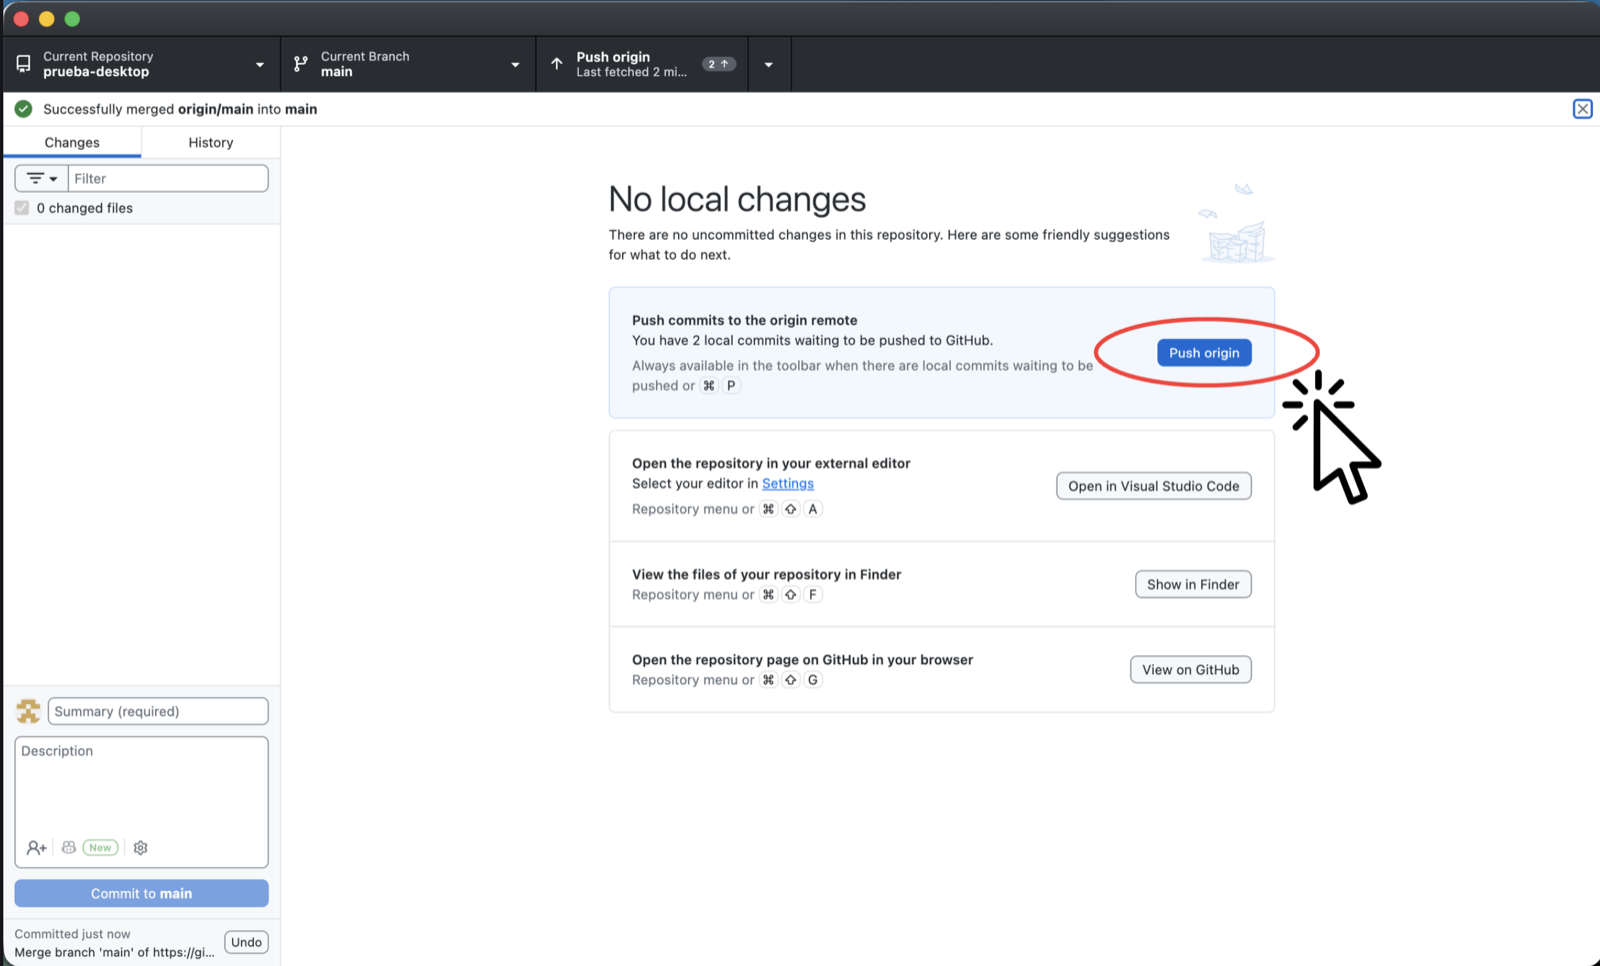 Current Repository
prueba-desktop
Current Branch
main
Push origin
Last fetched 2 mi...
2
Successfully merged origin/main into main
Changes
History
Filter
0 changed files
No local changes
There are no uncommitted changes in this repository. Here are some friendly suggestions
for what to do next.
Push commits to the origin remote
You have 2 local commits waiting to be pushed to GitHub.
Always available in the toolbar when there are local commits waiting to be
pushed or ⌘ P
Push origin
Open the repository in your external editor
Select your editor in Settings
Repository menu or ⌘ ⇧ A
Open in Visual Studio Code
View the files of your repository in Finder
Repository menu or ⌘ ⇧ F
Show in Finder
Open the repository page on GitHub in your browser
Repository menu or ⌘ ⇧ G
View on GitHub
Summary (required)
Description
New
Commit to main
Committed just now
Merge branch 'main' of https://gi...
Undo